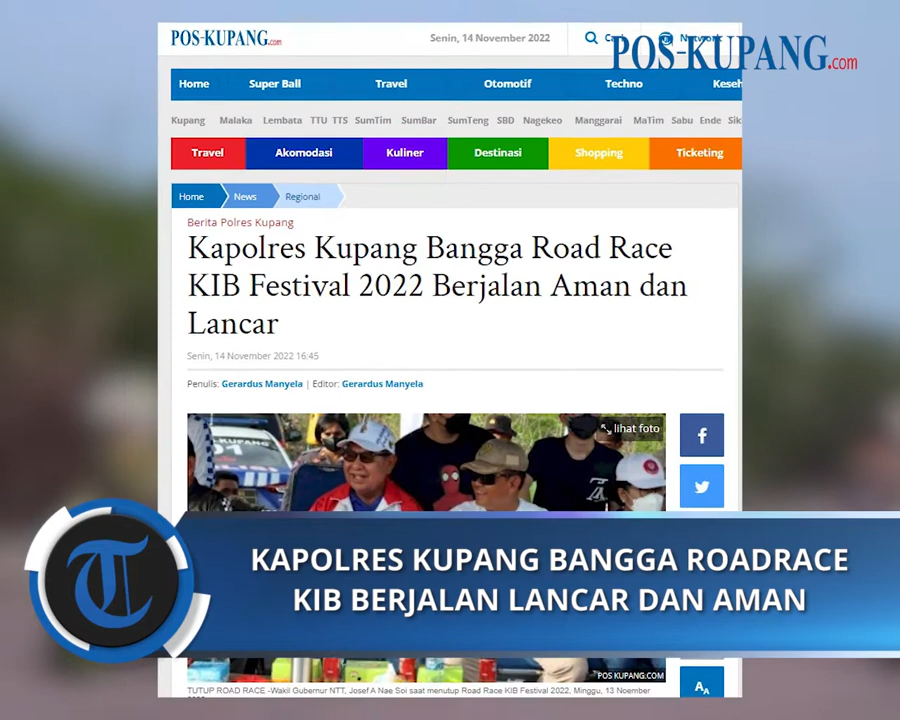 POS-KUPANG.com
Senin, 14 November 2022
POS-KUPANG.com
Home Super Ball Travel Otomotif Techno Keseh
Kupang Malaka Lembata TTU TTS SumTim SumBar SumTeng SBD Nagekeo Manggarai MaTim Sabu Ende Sik
Travel Akomodasi Kuliner Destinasi Shopping Ticketing
Home News Regional
Berita Polres Kupang
Kapolres Kupang Bangga Road Race
KIB Festival 2022 Berjalan Aman dan
Lancar
Senin, 14 November 2022 16:45
Penulis: Gerardus Manyela | Editor: Gerardus Manyela
lihat foto
KAPOLRES KUPANG BANGGA ROADRACE
KIB BERJALAN LANCAR DAN AMAN
POS KUPANG.COM
TUTUP ROAD RACE -Wakil Gubernur NTT, Josef A Nae Soi saat menutup Road Race KIB Festival 2022, Minggu, 13 Noember